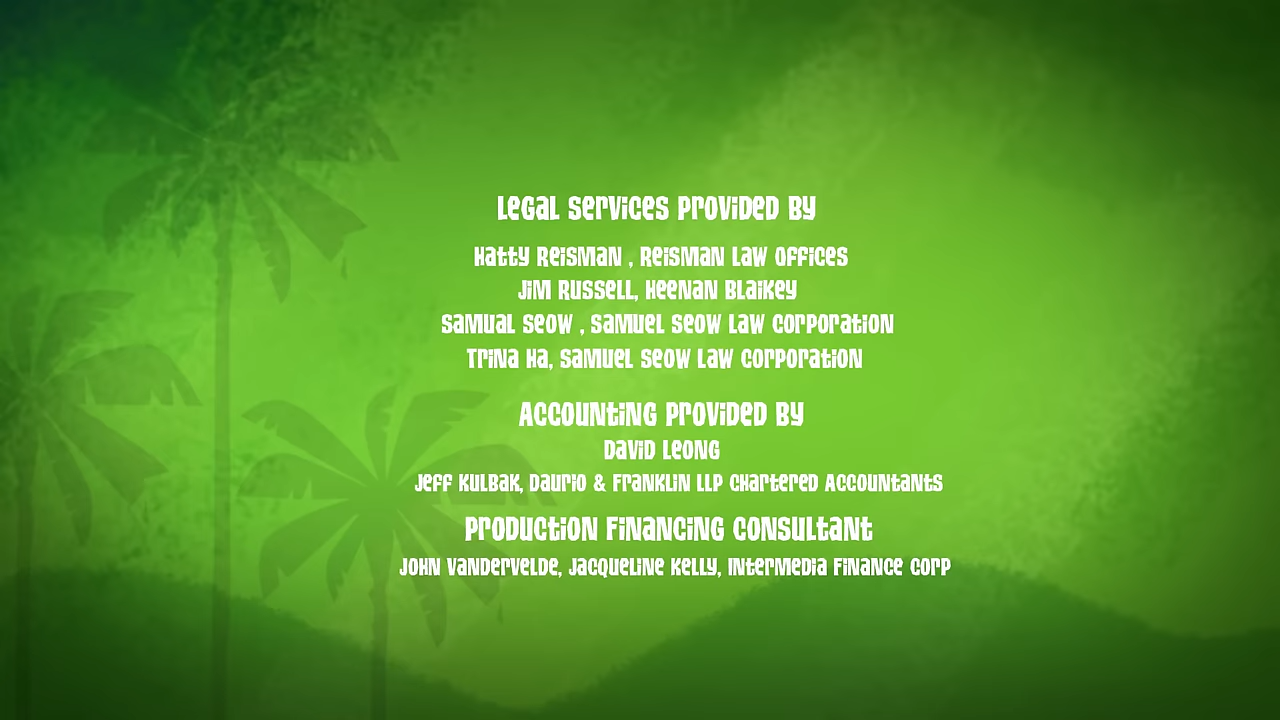 Legal Services Provided By
Hatty Reisman , Reisman Law Offices
Jim Russell, Heenan Blaikey
Samual Seow , Samuel Seow Law Corporation
Trina Ha, Samuel Seow Law Corporation
Accounting Provided By
David Leong
Jeff Kulbak, Daurio & Franklin LLP Chartered Accountants
Production Financing Consultant
John Vandervelde, Jacqueline Kelly, Intermedia Finance Corp